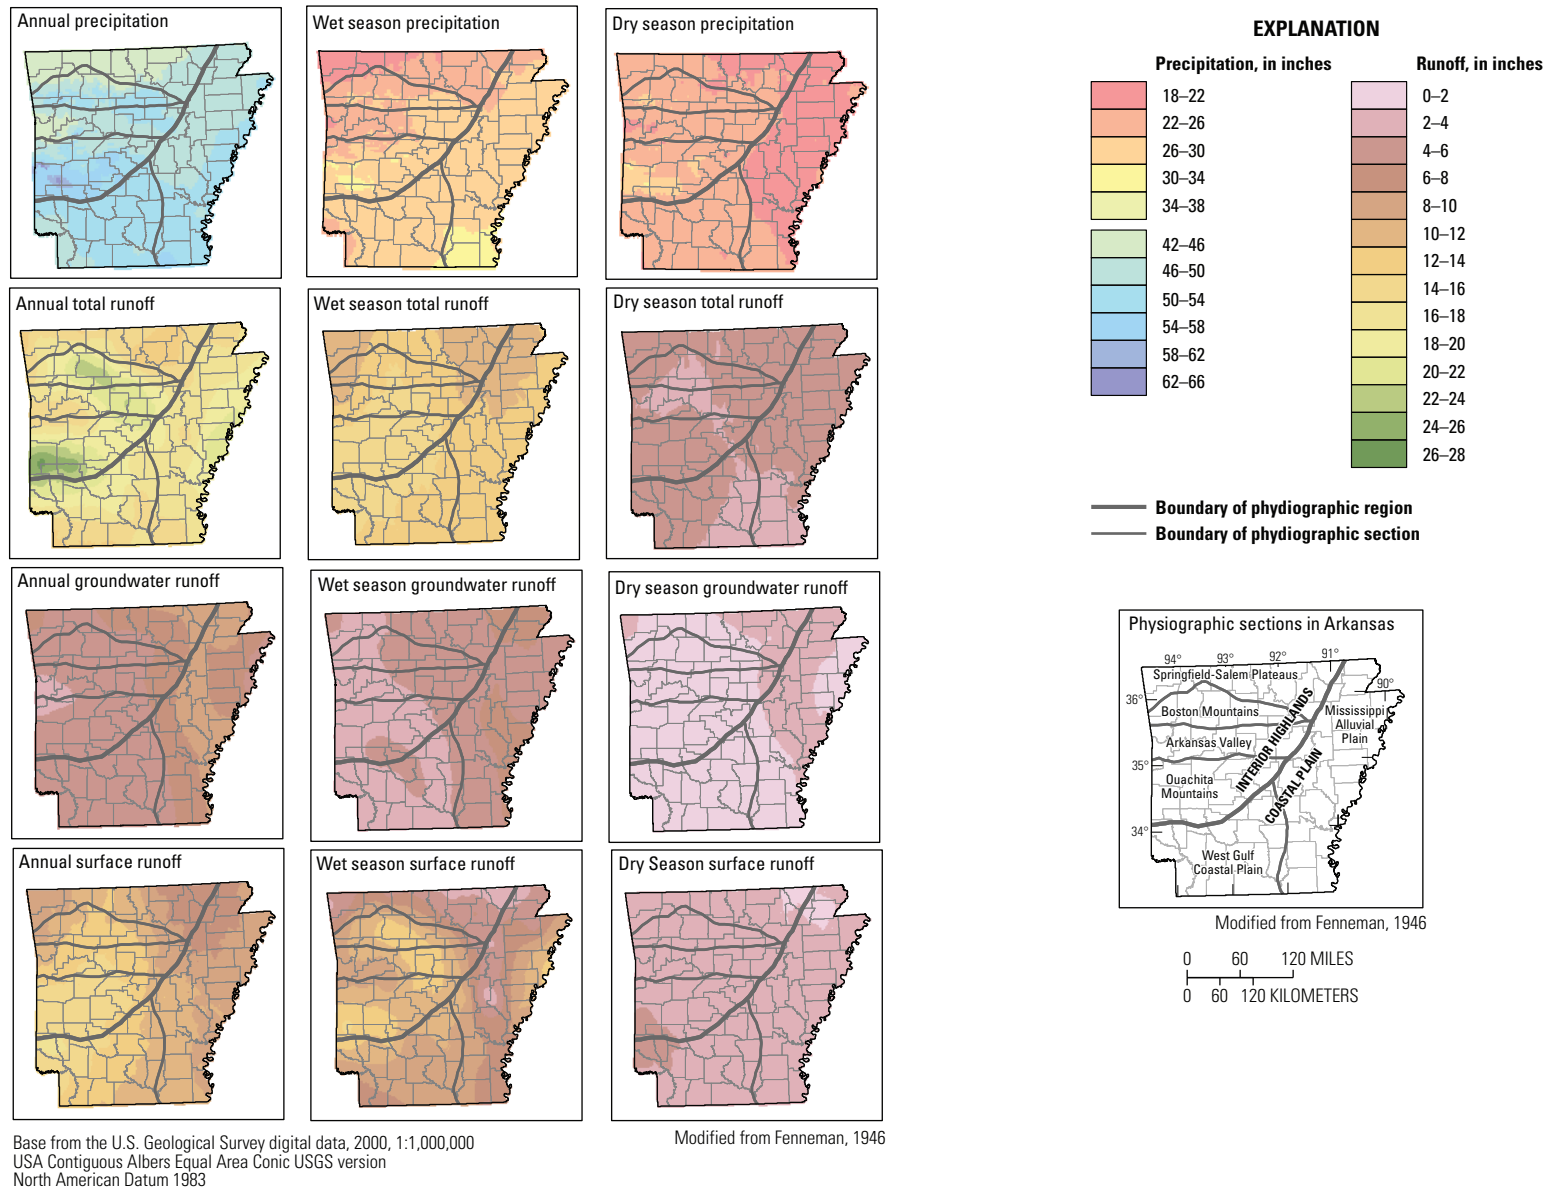 Annual precipitation
Wet season precipitation
Dry season precipitation
Annual total runoff
Wet season total runoff
Dry season total runoff
Annual groundwater runoff
Wet season groundwater runoff
Dry season groundwater runoff
Annual surface runoff
Wet season surface runoff
Dry Season surface runoff
Base from the U.S. Geological Survey digital data, 2000, 1:1,000,000
USA Contiguous Albers Equal Area Conic USGS version
North American Datum 1983
Modified from Fenneman, 1946
EXPLANATION
Precipitation, in inches
18–22
22–26
26–30
30–34
34–38
42–46
46–50
50–54
54–58
58–62
62–66
Runoff, in inches
0–2
2–4
4–6
6–8
8–10
10–12
12–14
14–16
16–18
18–20
20–22
22–24
24–26
26–28
Boundary of phydiographic region
Boundary of phydiographic section
Physiographic sections in Arkansas
94° 93° 92° 91°
90°
36°
35°
34°
Springfield-Salem Plateaus
Boston Mountains
Arkansas Valley
Ouachita
Mountains
INTERIOR HIGHLANDS
COASTAL PLAIN
Mississippi
Alluvial
Plain
West Gulf
Coastal Plain
Modified from Fenneman, 1946
0 60 120 MILES
0 60 120 KILOMETERS